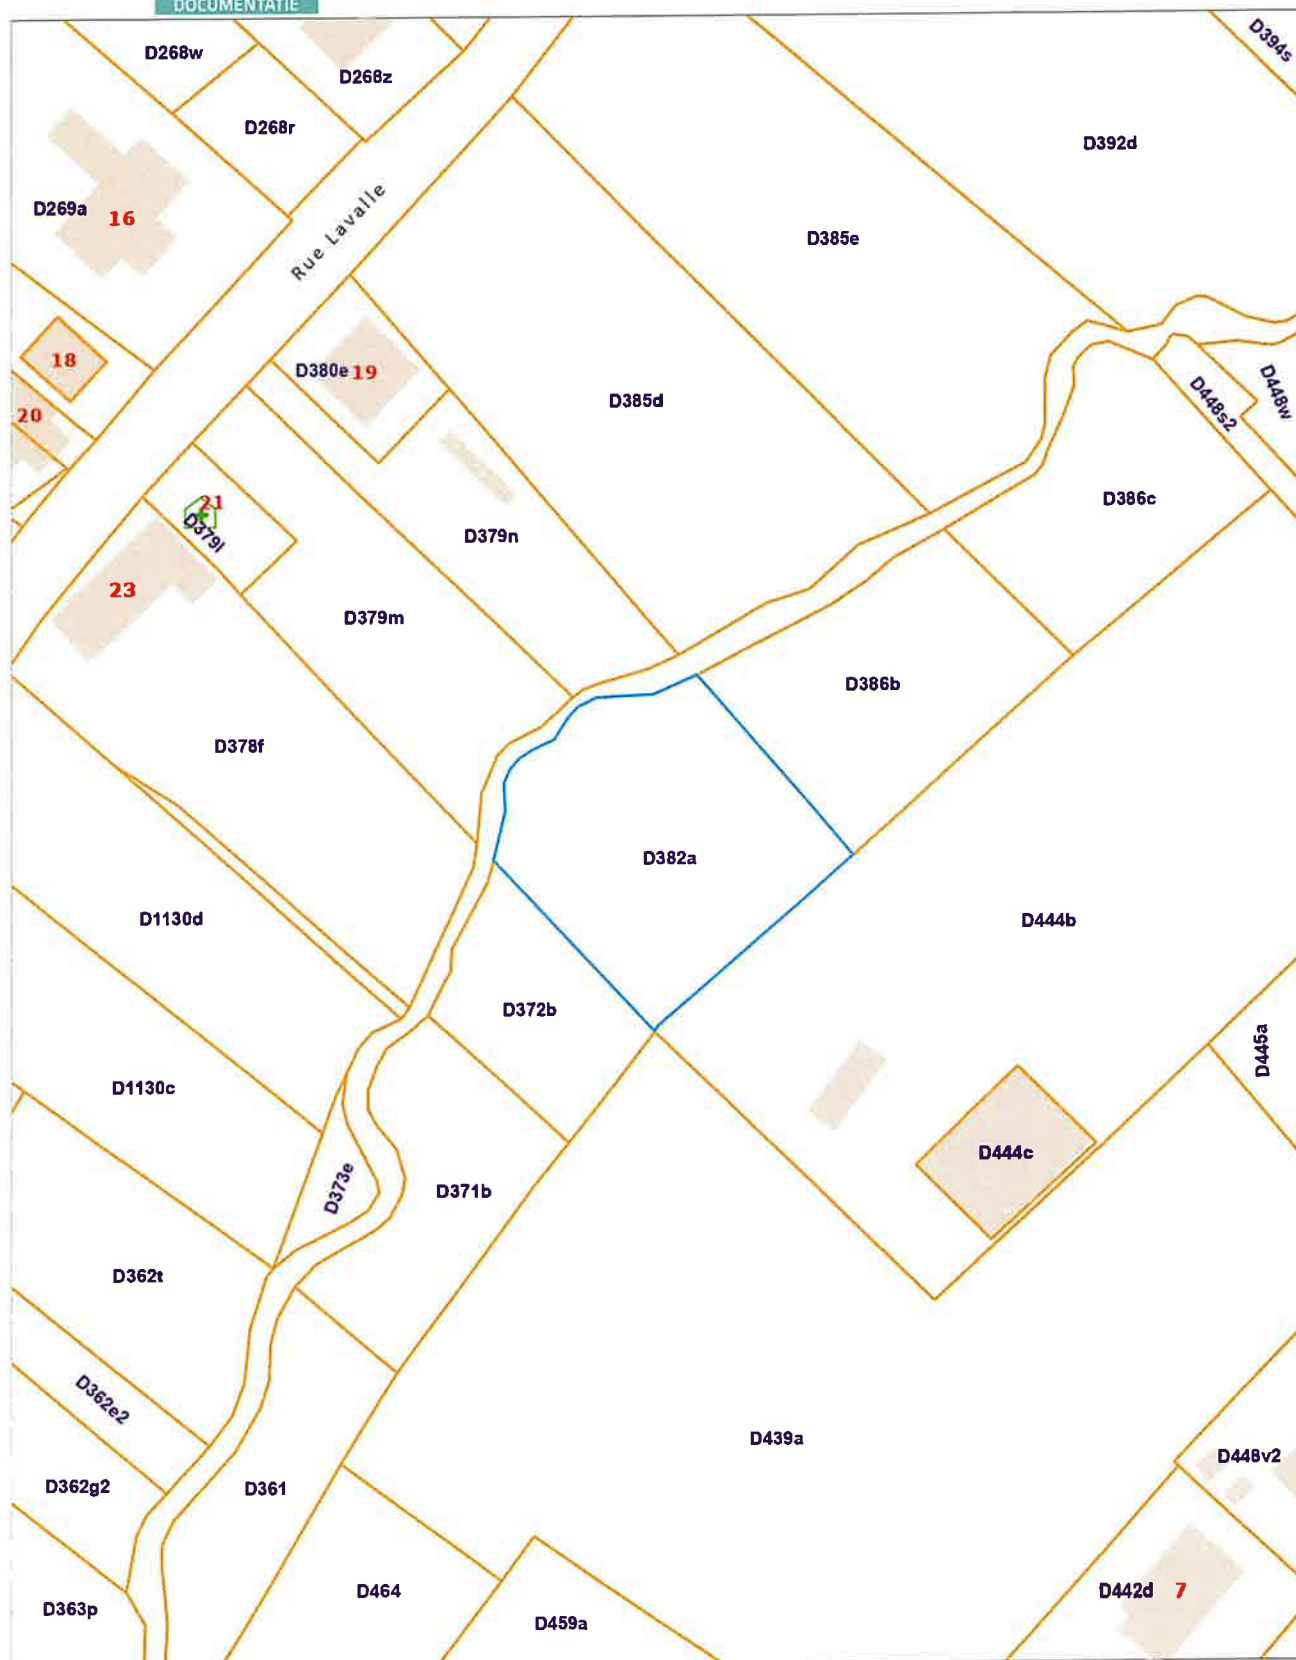 DOCUMENTATIE
D268w
D268z
D394s
D268r
D392d
D269a
16
Rue Lavalle
D385e
18
D380e 19
D385d
D448w
D448s2
20
D386c
21
D379l
D379n
23
D379m
D386b
D378f
D382a
D1130d
D444b
D372b
D445a
D1130c
D444c
D373e
D371b
D362t
D362e2
D439a
D448v2
D362g2
D361
D464
D442d 7
D363p
D459a